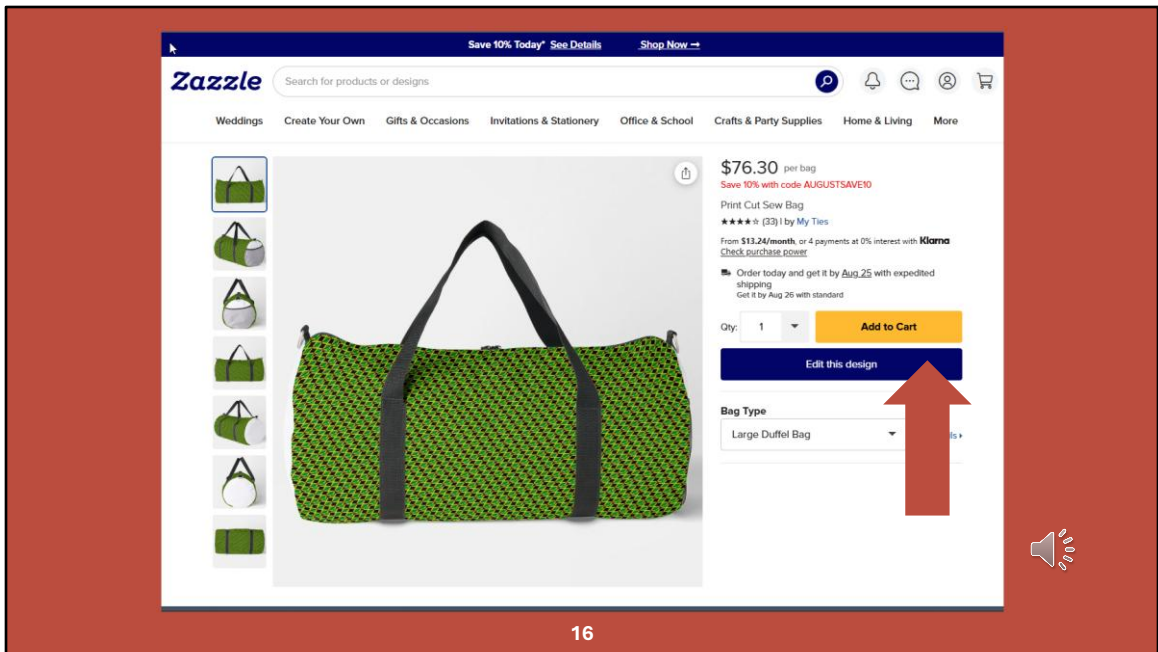 Save 10% Today* See Details Shop Now →
Zazzle
Search for products or designs
Weddings Create Your Own Gifts & Occasions Invitations & Stationery Office & School Crafts & Party Supplies Home & Living More
$76.30 per bag
Save 10% with code AUGUSTSAVE10
Print Cut Sew Bag
★★★★☆ (33) | by My Ties
From $13.24/month, or 4 payments at 0% interest with Klarna
Check purchase power
Order today and get it by Aug 25 with expedited
shipping
Get it by Aug 26 with standard
Qty: 1 Add to Cart
Edit this design
Bag Type
Large Duffel Bag
16